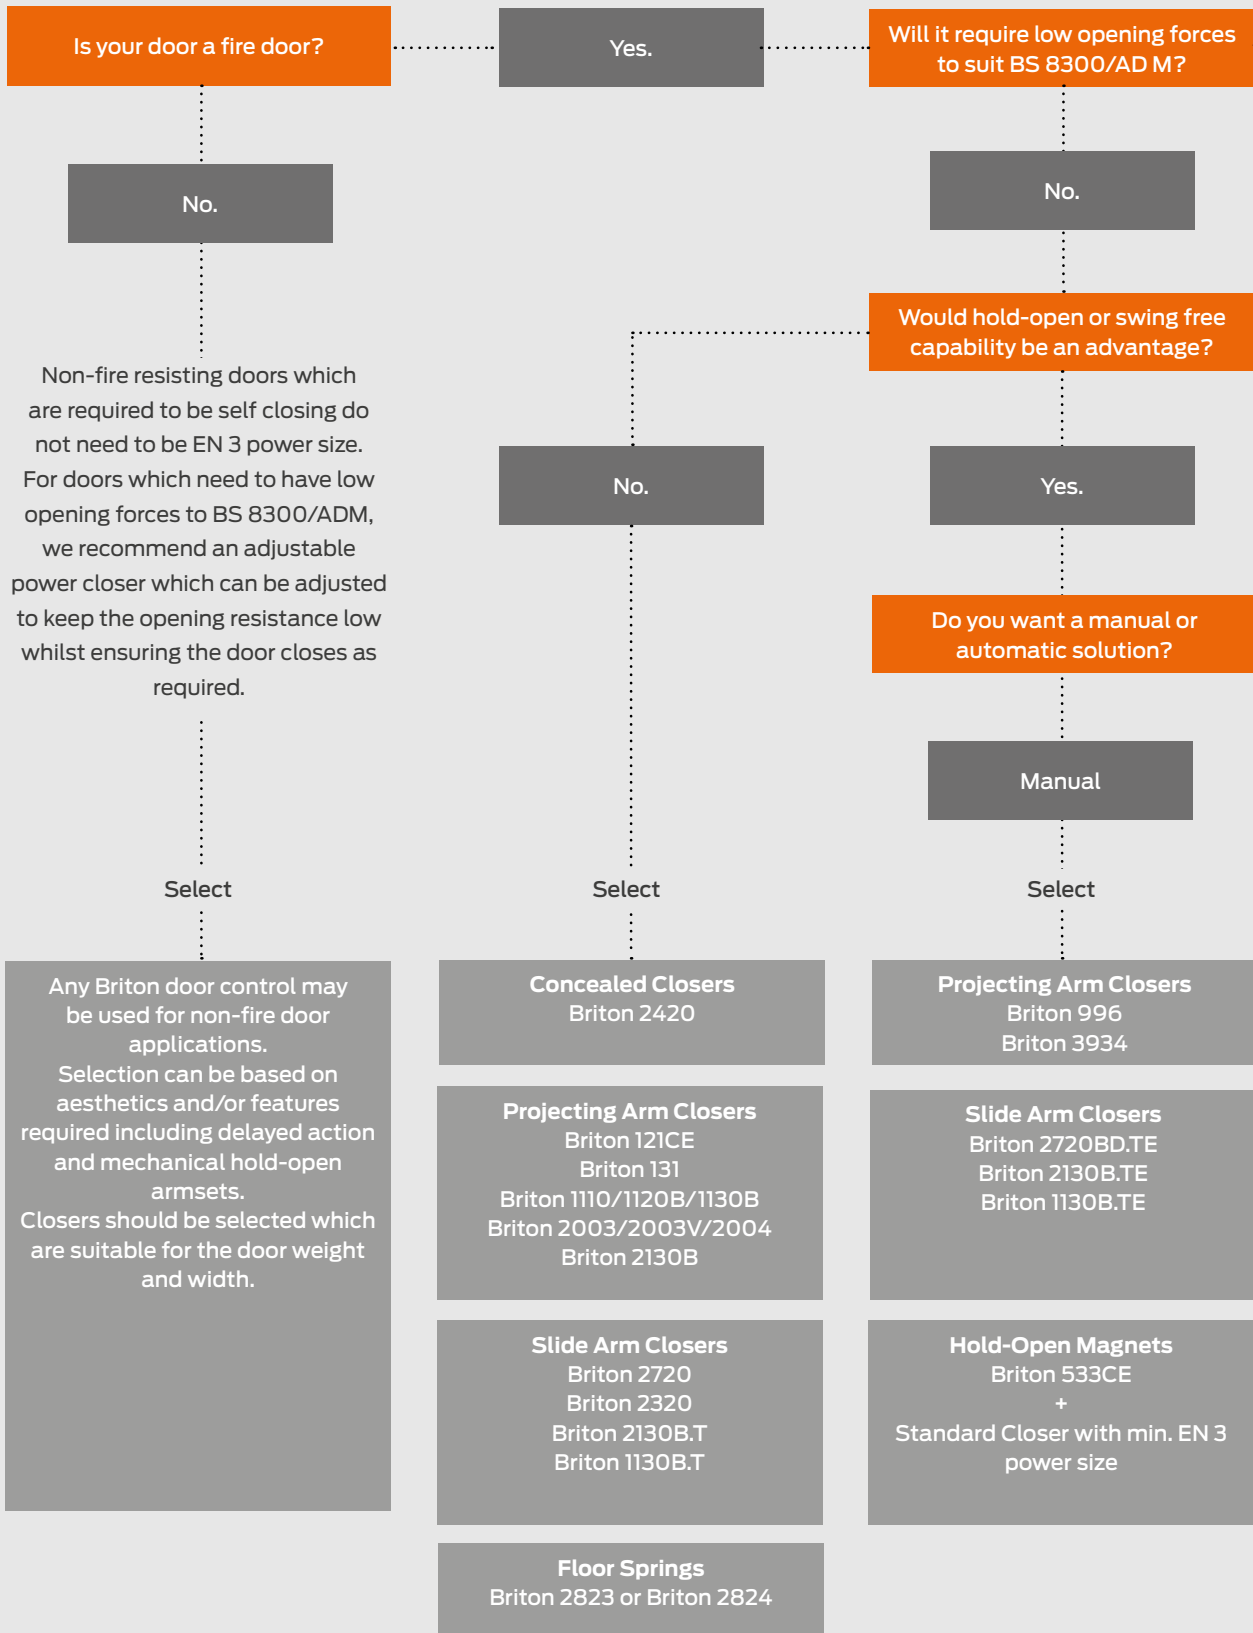 Is your door a fire door?
Yes.
Will it require low opening forces
to suit BS 8300/AD M?
No.
No.
Would hold-open or swing free
capability be an advantage?
Non-fire resisting doors which
are required to be self closing do
not need to be EN 3 power size.
For doors which need to have low
opening forces to BS 8300/ADM,
we recommend an adjustable
power closer which can be adjusted
to keep the opening resistance low
whilst ensuring the door closes as
required.
No.
Yes.
Do you want a manual or
automatic solution?
Manual
Select
Select
Select
Any Briton door control may
be used for non-fire door
applications.
Selection can be based on
aesthetics and/or features
required including delayed action
and mechanical hold-open
armsets.
Closers should be selected which
are suitable for the door weight
and width.
Concealed Closers
Briton 2420
Projecting Arm Closers
Briton 121CE
Briton 131
Briton 1110/1120B/1130B
Briton 2003/2003V/2004
Briton 2130B
Slide Arm Closers
Briton 2720
Briton 2320
Briton 2130B.T
Briton 1130B.T
Floor Springs
Briton 2823 or Briton 2824
Projecting Arm Closers
Briton 996
Briton 3934
Slide Arm Closers
Briton 2720BD.TE
Briton 2130B.TE
Briton 1130B.TE
Hold-Open Magnets
Briton 533CE
+
Standard Closer with min. EN 3
power size